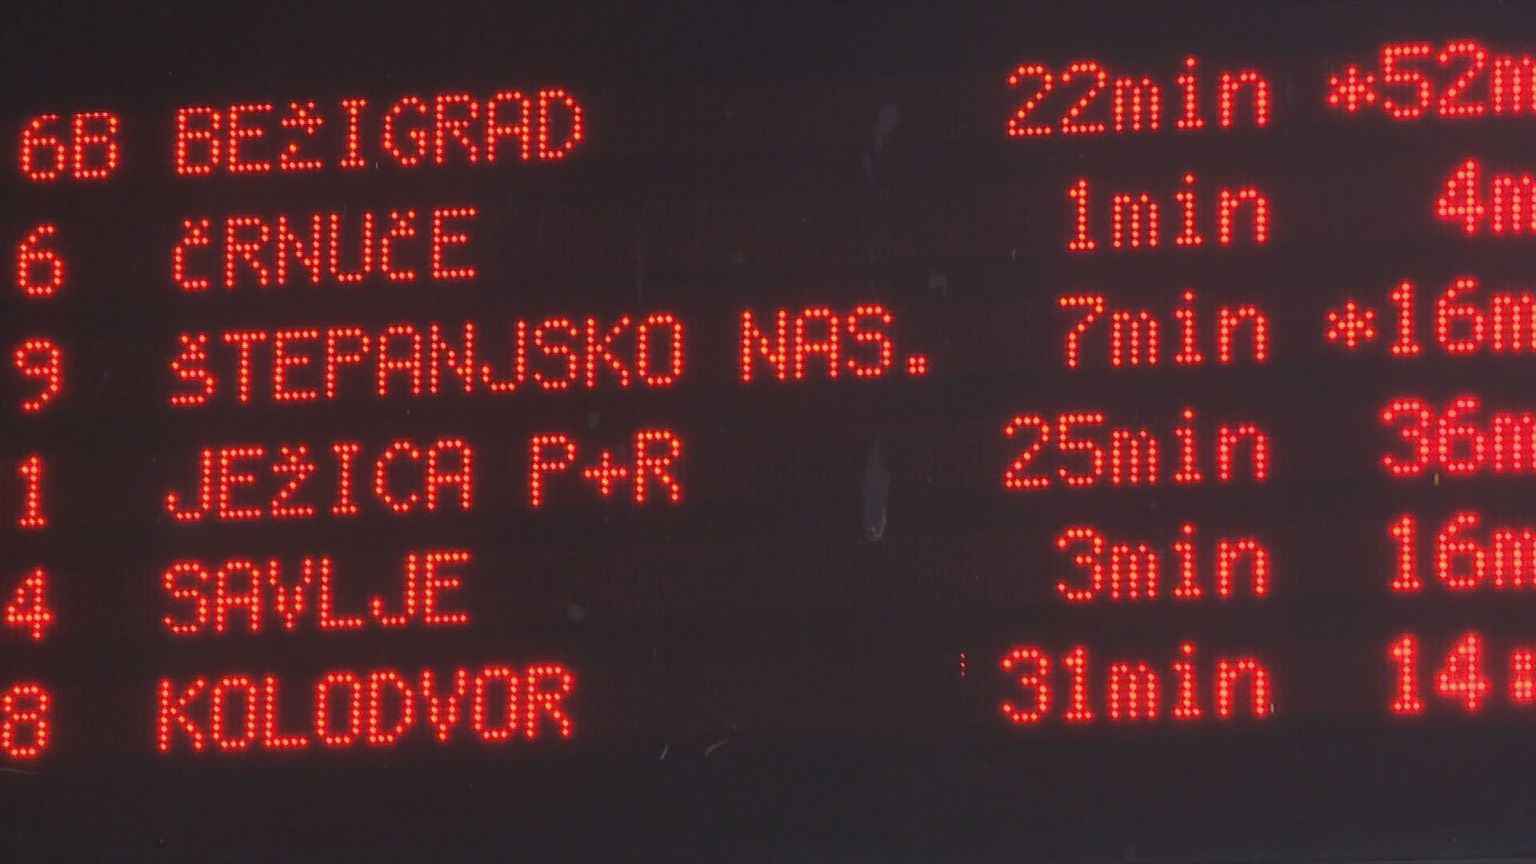 6B BEŽIGRAD 22min *52m
6 ČRNUČE 1min 4m
9 ŠTEPANJSKO NAS. 7min *16m
1 JEŽICA P+R 25min 36m
4 SAVLJE 3min 16m
8 KOLODVOR 31min 14